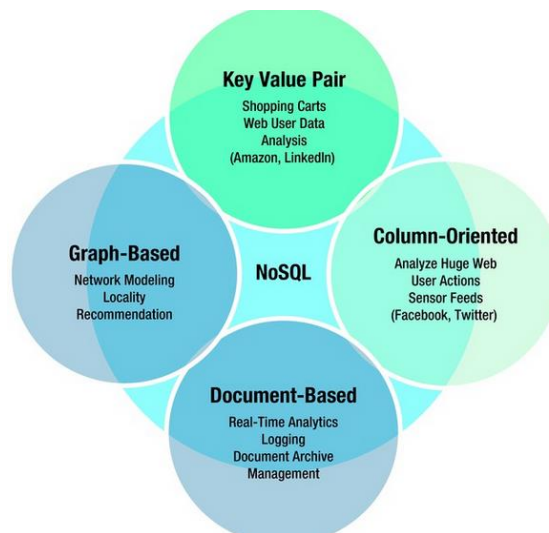 Key Value Pair
Shopping Carts
Web User Data
Analysis
(Amazon, LinkedIn)
Graph-Based
Network Modeling
Locality
Recommendation
NoSQL
Column-Oriented
Analyze Huge Web
User Actions
Sensor Feeds
(Facebook, Twitter)
Document-Based
Real-Time Analytics
Logging
Document Archive
Management